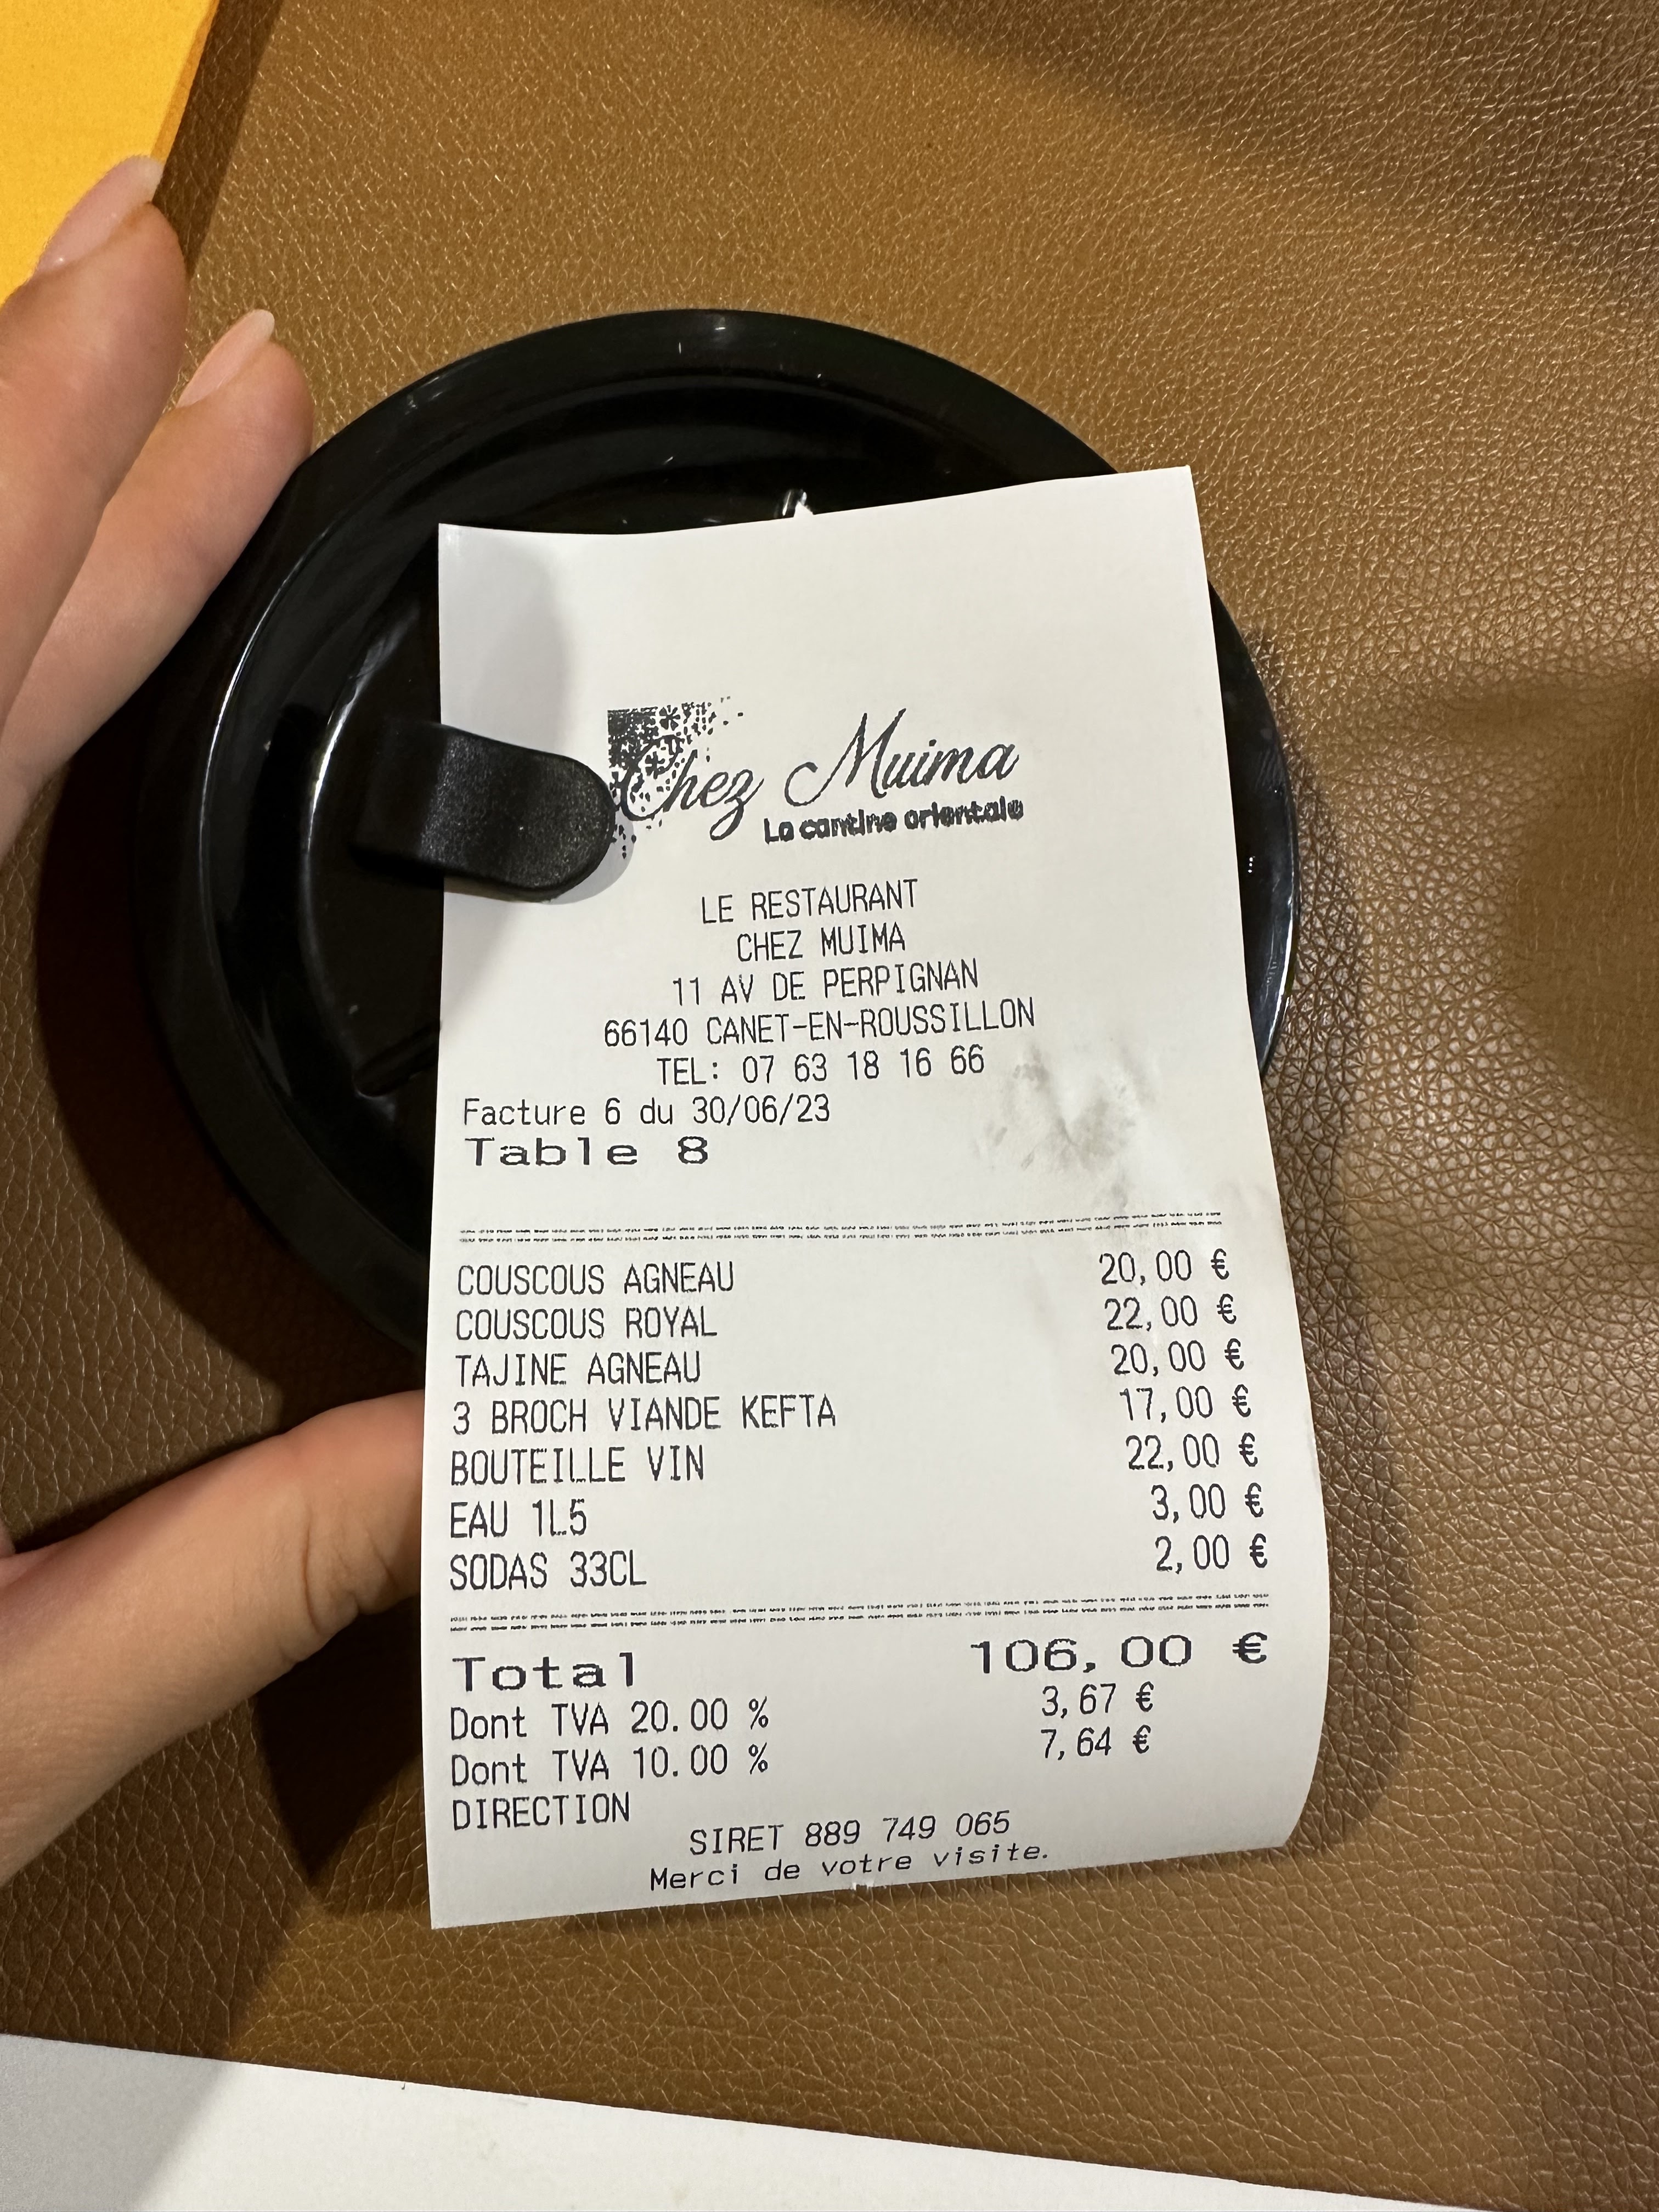 Chez Muima
La cantine orientale
LE RESTAURANT
CHEZ MUIMA
11 AV DE PERPIGNAN
66140 CANET-EN-ROUSSILLON
TEL: 07 63 18 16 66
Facture 6 du 30/06/23
Table 8
COUSCOUS AGNEAU 20,00 €
COUSCOUS ROYAL 22,00 €
TAJINE AGNEAU 20,00 €
3 BROCH VIANDE KEFTA 17,00 €
BOUTEILLE VIN 22,00 €
EAU 1L5 3,00 €
SODAS 33CL 2,00 €
Total 106,00 €
Dont TVA 20.00 % 3,67 €
Dont TVA 10.00 % 7,64 €
DIRECTION
SIRET 889 749 065
Merci de votre visite.